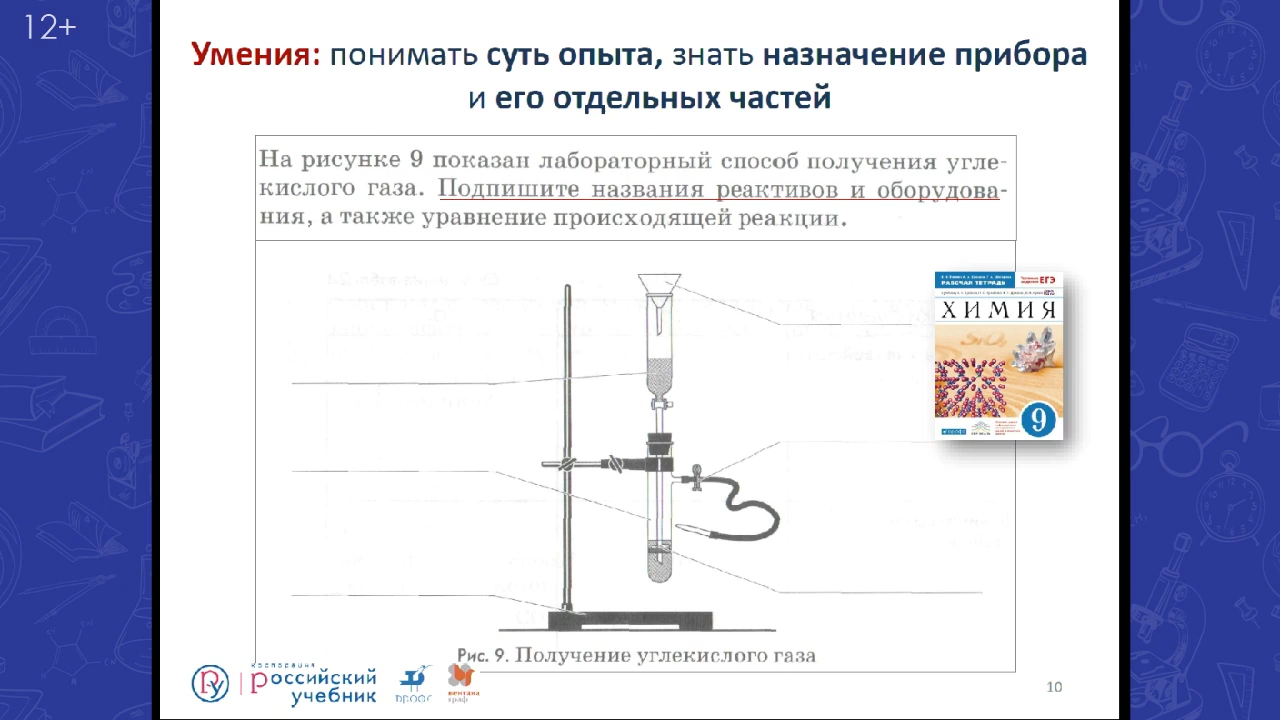 12+
Умения: понимать суть опыта, знать назначение прибора
и его отдельных частей
На рисунке 9 показан лабораторный способ получения угле-
кислого газа. Подпишите названия реактивов и оборудова-
ния, а также уравнение происходящей реакции.
РАБОЧАЯ ТЕТРАДЬ
ЕГЭ
ХИМИЯ
9
Рис. 9. Получение углекислого газа
корпорация
российский
учебник
дрофа
вентана
граф
10